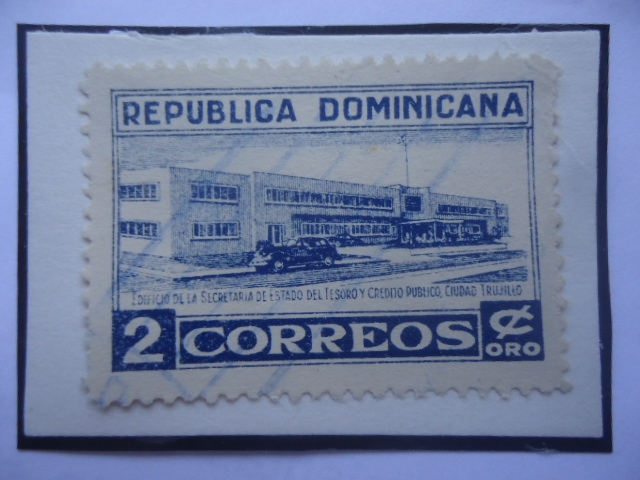 REPUBLICA DOMINICANA
EDIFICIO DE LA SECRETARIA DE ESTADO DEL TESORO Y CREDITO PUBLICO, CIUDAD TRUJILLO
2 CORREOS ₡ ORO